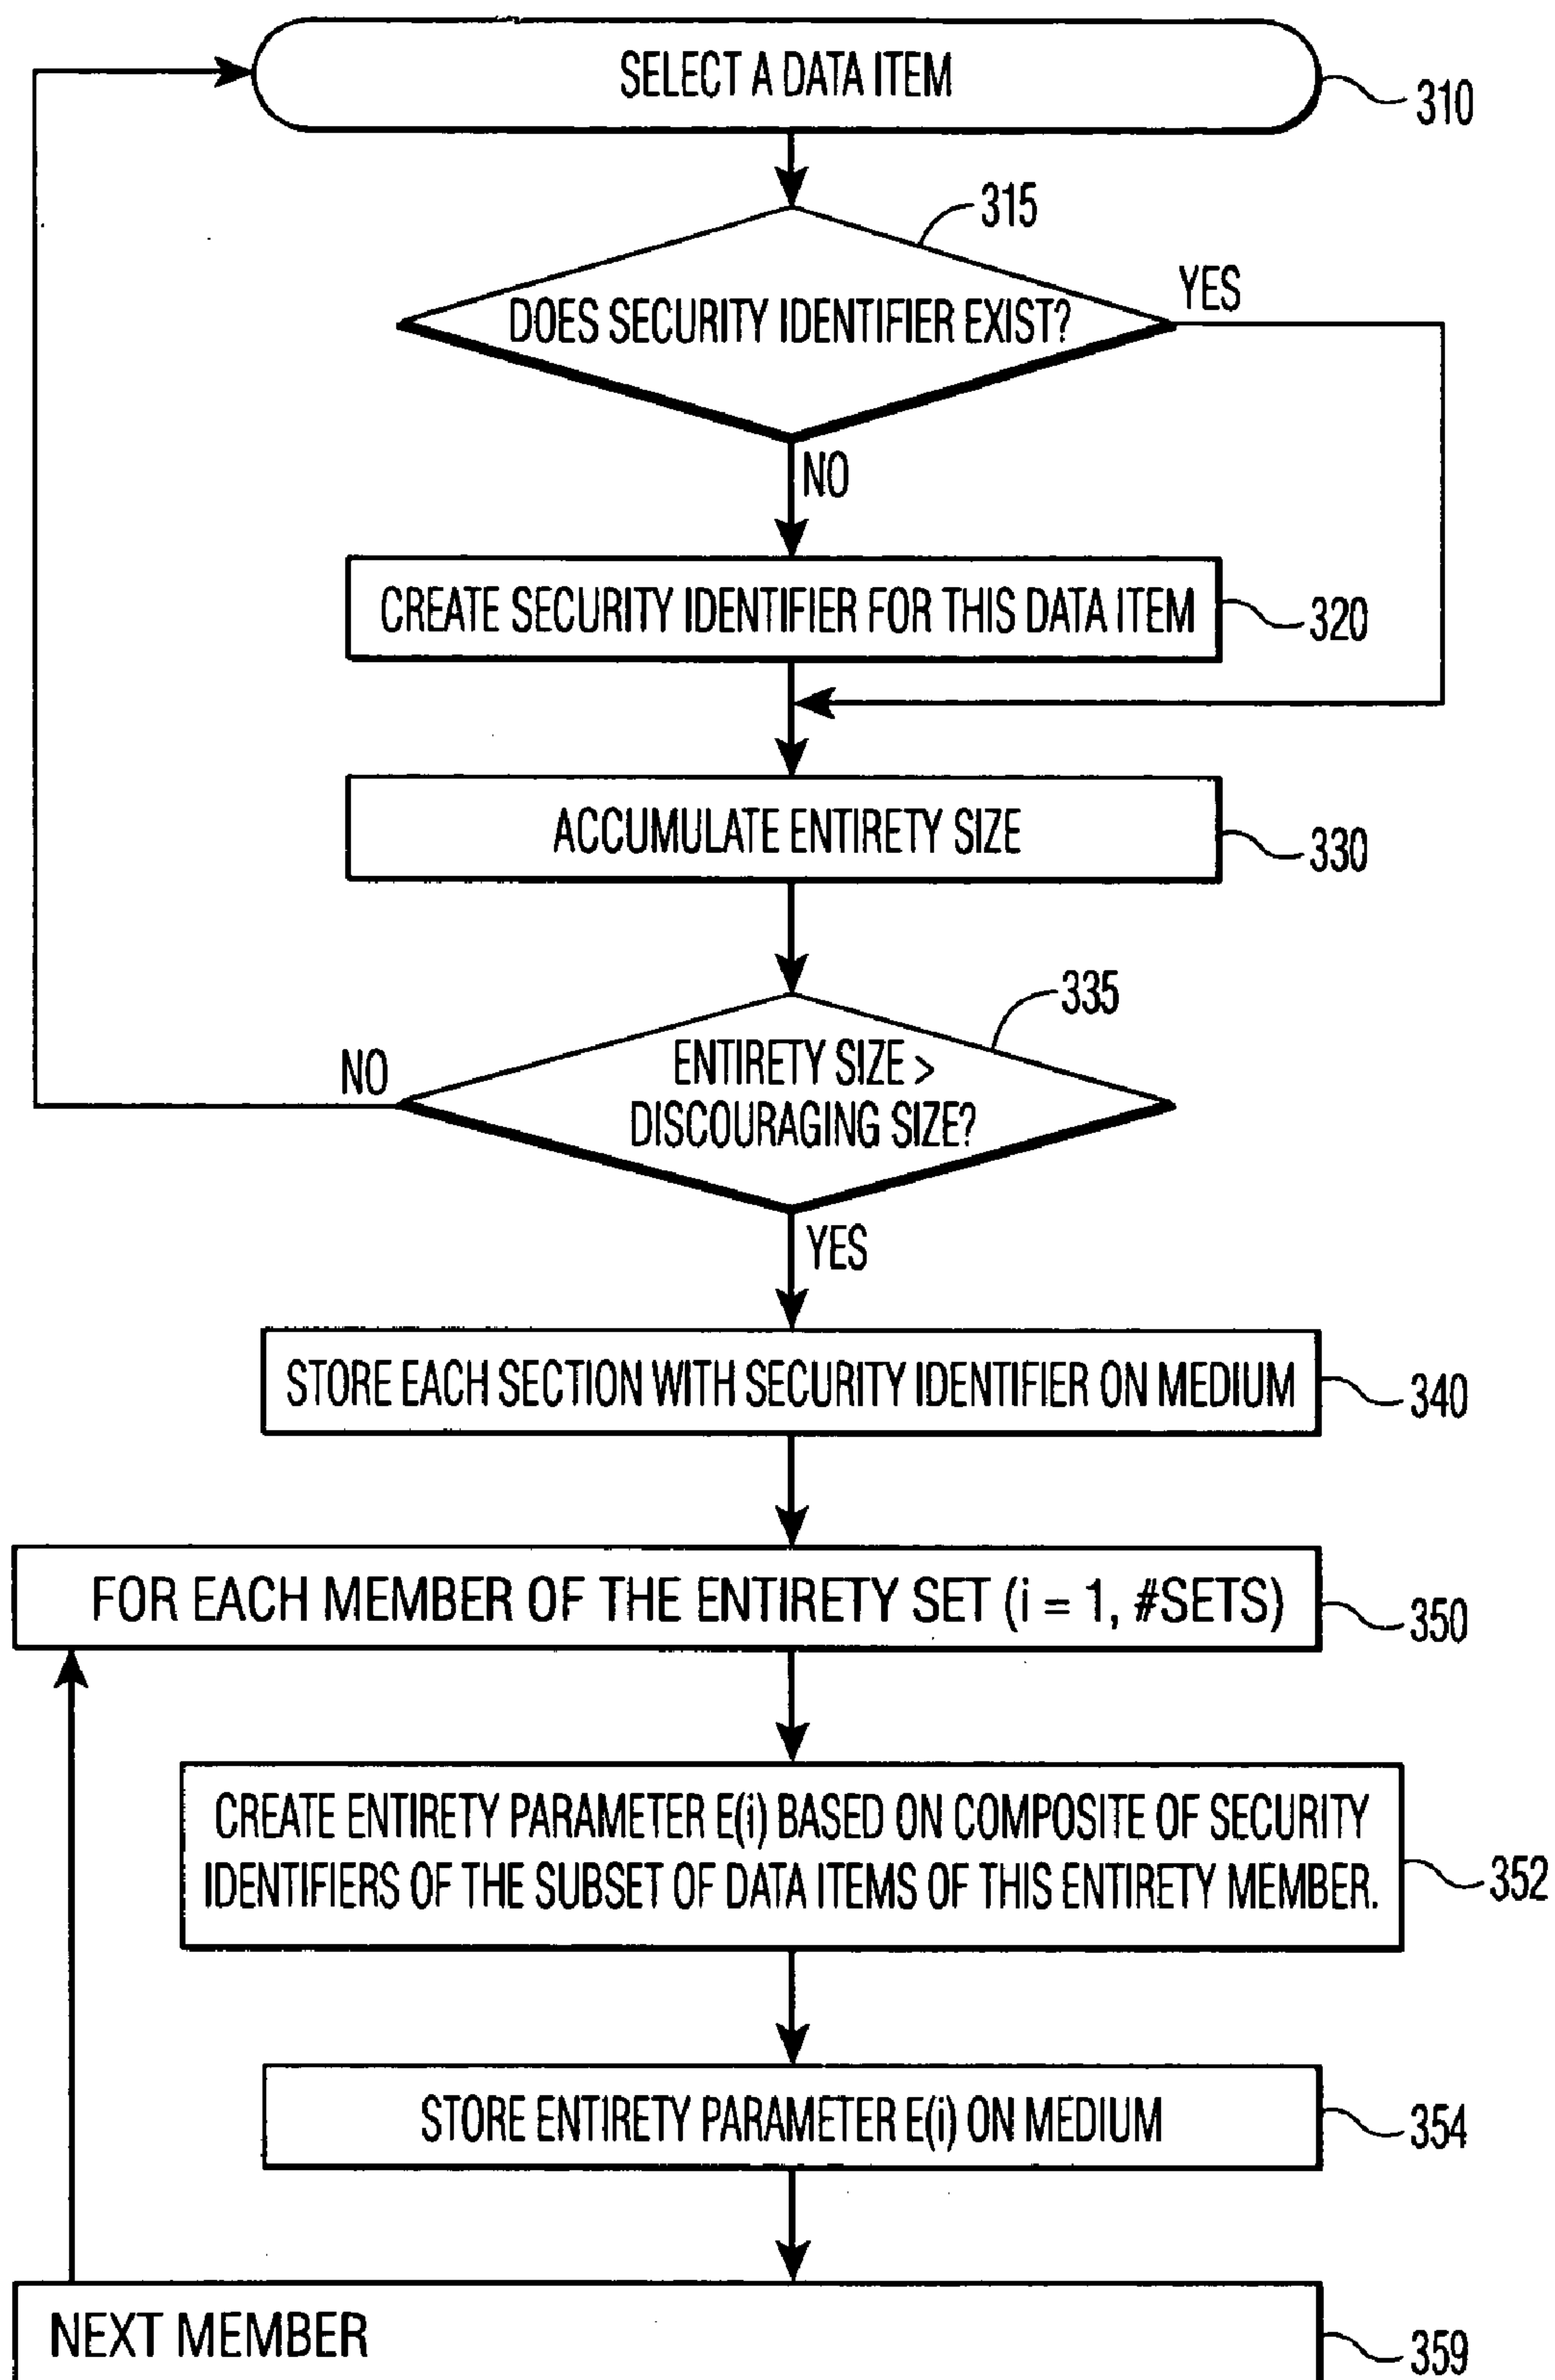 SELECT A DATA ITEM
310
315
DOES SECURITY IDENTIFIER EXIST?
YES
NO
CREATE SECURITY IDENTIFIER FOR THIS DATA ITEM
320
ACCUMULATE ENTIRETY SIZE
330
335
ENTIRETY SIZE >
DISCOURAGING SIZE?
NO
YES
STORE EACH SECTION WITH SECURITY IDENTIFIER ON MEDIUM
340
FOR EACH MEMBER OF THE ENTIRETY SET (i = 1, #SETS)
350
CREATE ENTIRETY PARAMETER E(i) BASED ON COMPOSITE OF SECURITY
IDENTIFIERS OF THE SUBSET OF DATA ITEMS OF THIS ENTIRETY MEMBER.
352
STORE ENTIRETY PARAMETER E(i) ON MEDIUM
354
NEXT MEMBER
359